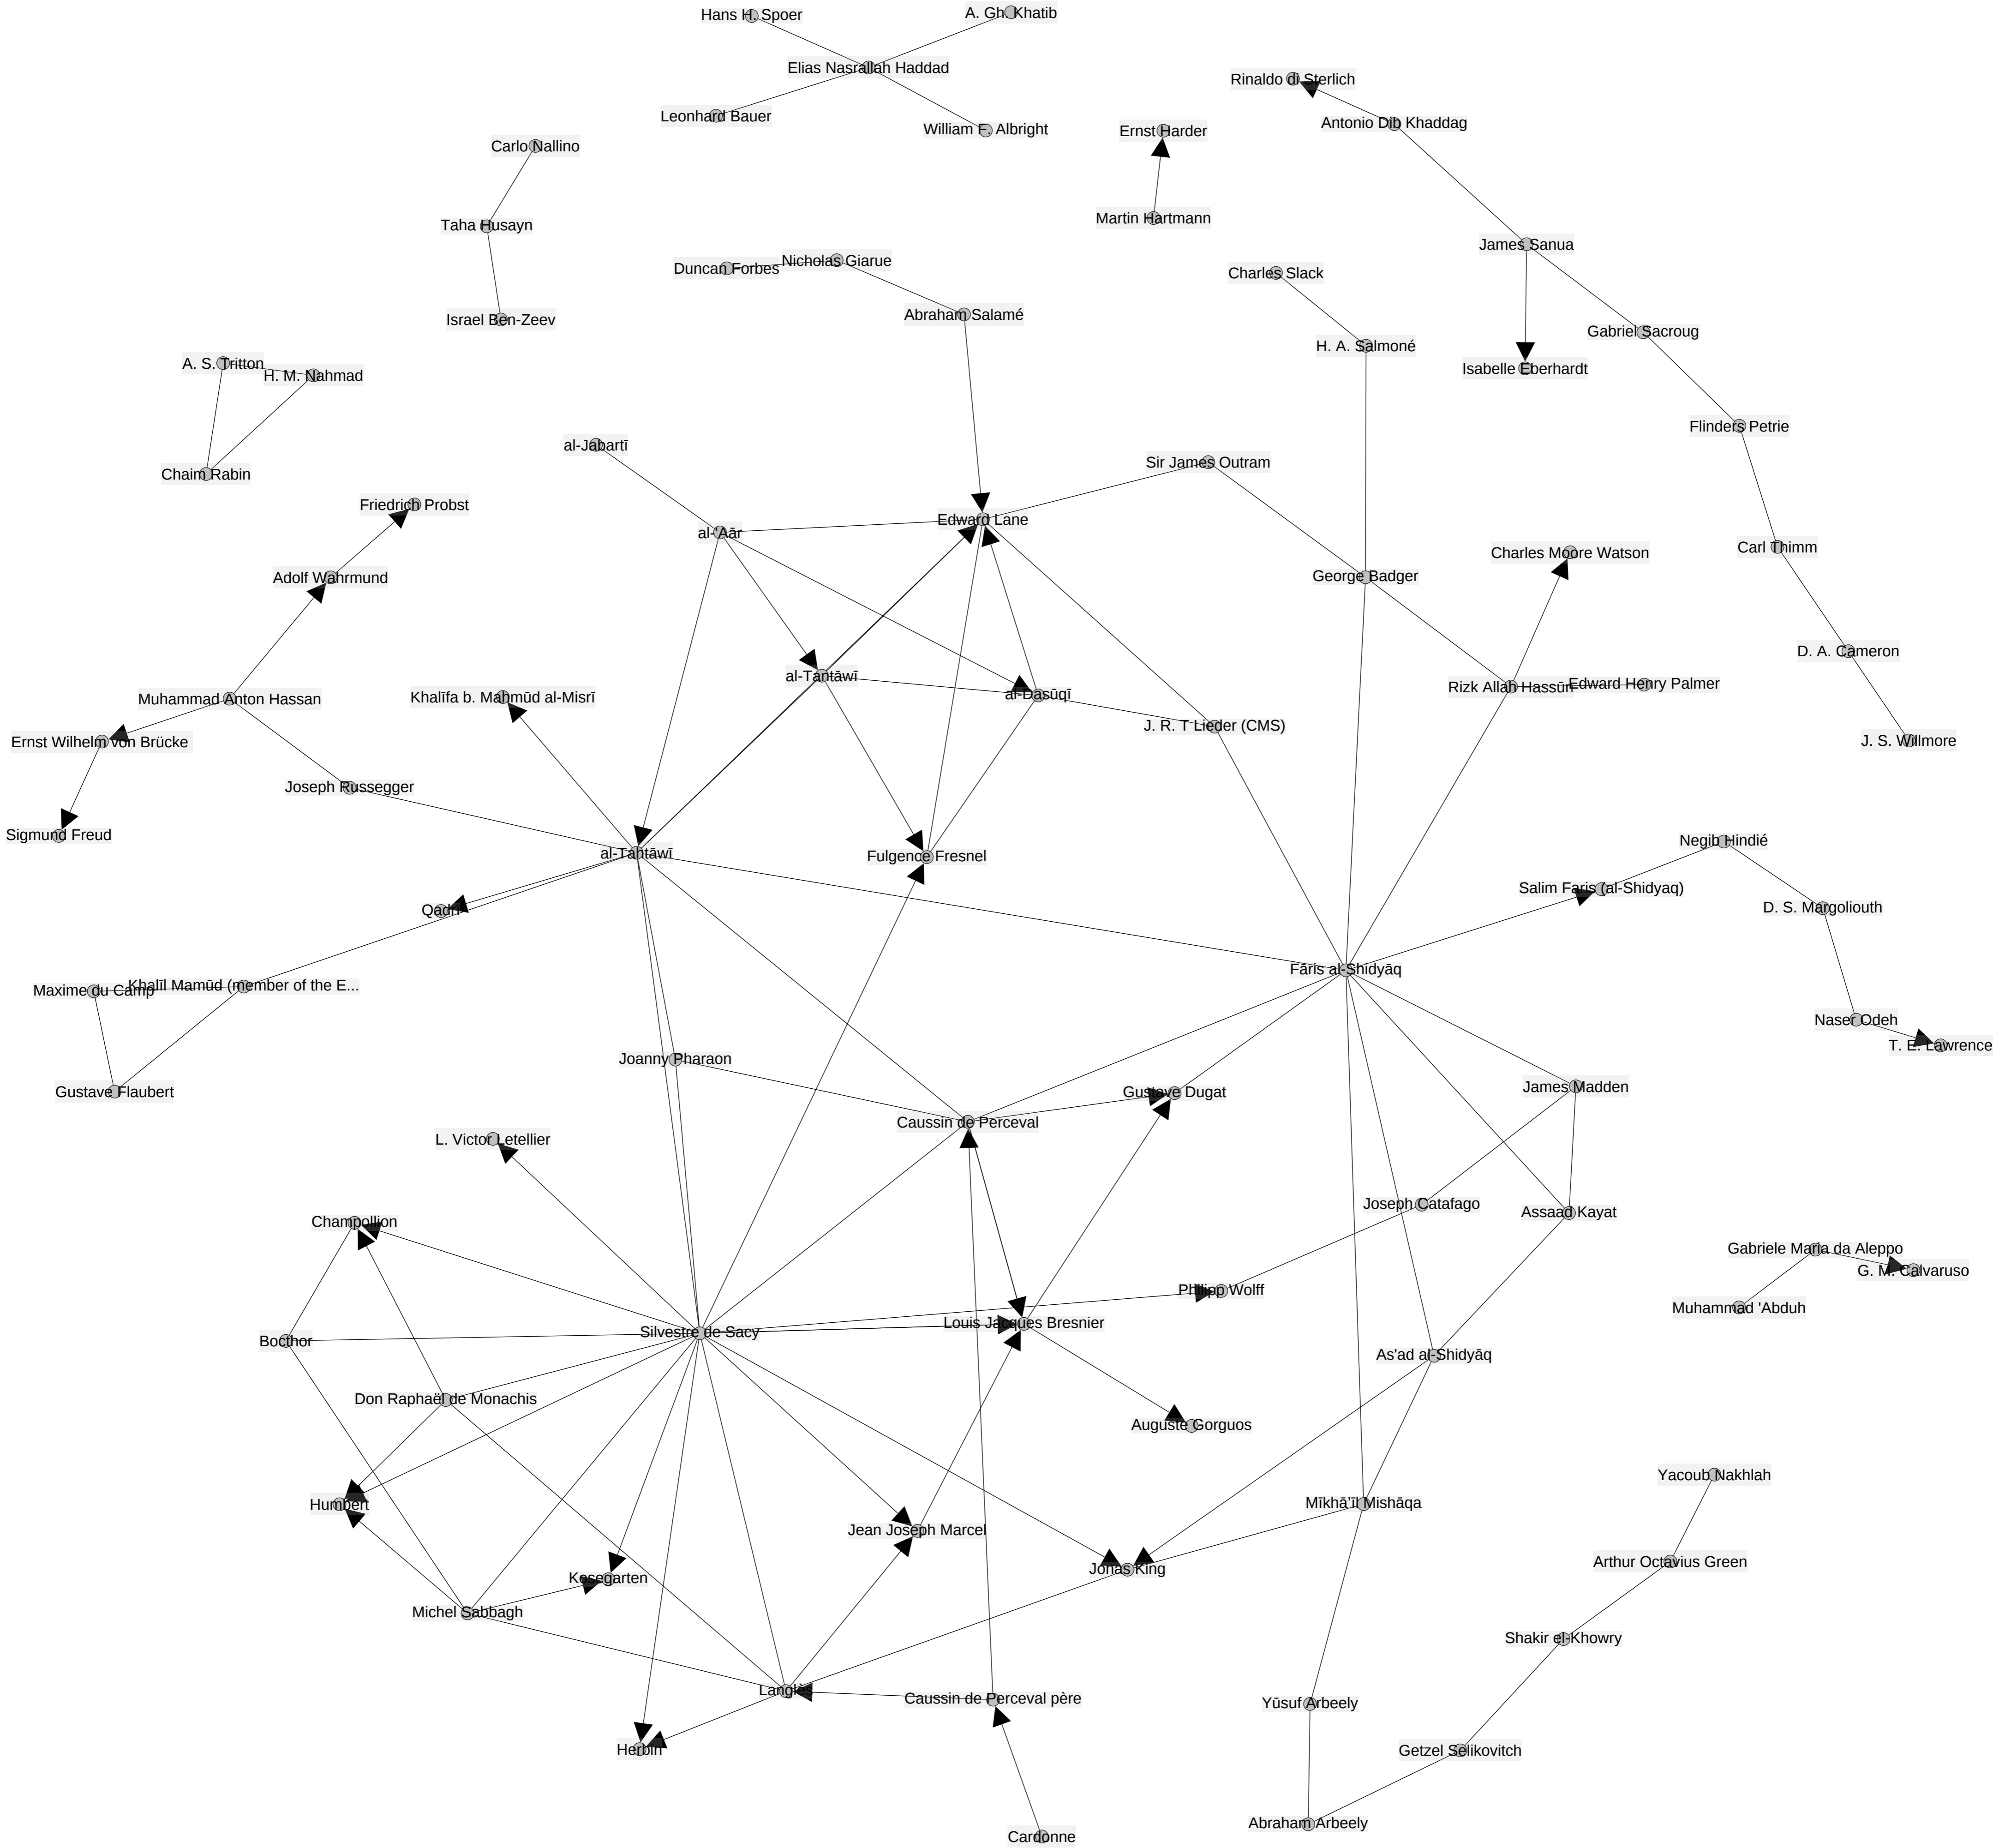 Hans H. Spoer
A. Gh. Khatib
Elias Nasrallah Haddad
Rinaldo di Sterlich
Leonhard Bauer
Antonio Dib Khaddag
William F. Albright
Ernst Harder
Carlo Nallino
Martin Hartmann
Taha Husayn
James Sanua
Nicholas Giarue
Duncan Forbes
Charles Slack
Abraham Salamé
Israel Ben-Zeev
Gabriel Sacroug
H. A. Salmoné
A. S. Tritton
H. M. Nahmad
Isabelle Eberhardt
Flinders Petrie
al-Jabartī
Sir James Outram
Chaim Rabin
Friedrich Probst
Edward Lane
al-'Aār
Carl Thimm
Charles Moore Watson
George Badger
Adolf Wahrmund
D. A. Cameron
al-Tantāwī
Edward Henry Palmer
Rizk Allah Hassūn
al-Dasūqī
Khalīfa b. Mahmūd al-Misrī
Muhammad Anton Hassan
J. R. T Lieder (CMS)
J. S. Willmore
Ernst Wilhelm von Brücke
Joseph Russegger
Sigmund Freud
Negib Hindié
al-Tahtāwī
Fulgence Fresnel
Salim Faris (al-Shidyaq)
D. S. Margoliouth
Qadrī
Fāris al-Shidyāq
Khalīl Mamūd (member of the E...
Maxime du Camp
Naser Odeh
T. E. Lawrence
Joanny Pharaon
James Madden
Gustave Flaubert
Gustave Dugat
Caussin de Perceval
L. Victor Letellier
Joseph Catafago
Assaad Kayat
Champollion
Gabriele Maria da Aleppo
G. M. Calvaruso
Philipp Wolff
Muhammad 'Abduh
Louis Jacques Bresnier
Silvestre de Sacy
Bocthor
As'ad al-Shidyāq
Don Raphaël de Monachis
Auguste Gorguos
Yacoub Nakhlah
Humbert
Mīkhā’īl Mishāqa
Jean Joseph Marcel
Arthur Octavius Green
Jonas King
Kosegarten
Michel Sabbagh
Shakir el-Khowry
Langlès
Caussin de Perceval père
Yūsuf Arbeely
Herbin
Getzel Selikovitch
Abraham Arbeely
Cardonne